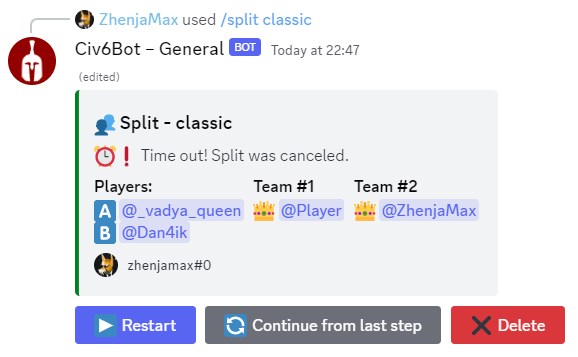 ZhenjaMax used /split classic
Civ6Bot – General BOT Today at 22:47
(edited)
Split - classic
Time out! Split was canceled.
Players: Team #1 Team #2
A @_vadya_queen @Player @ZhenjaMax
B @Dan4ik
zhenjamax#0
Restart Continue from last step Delete